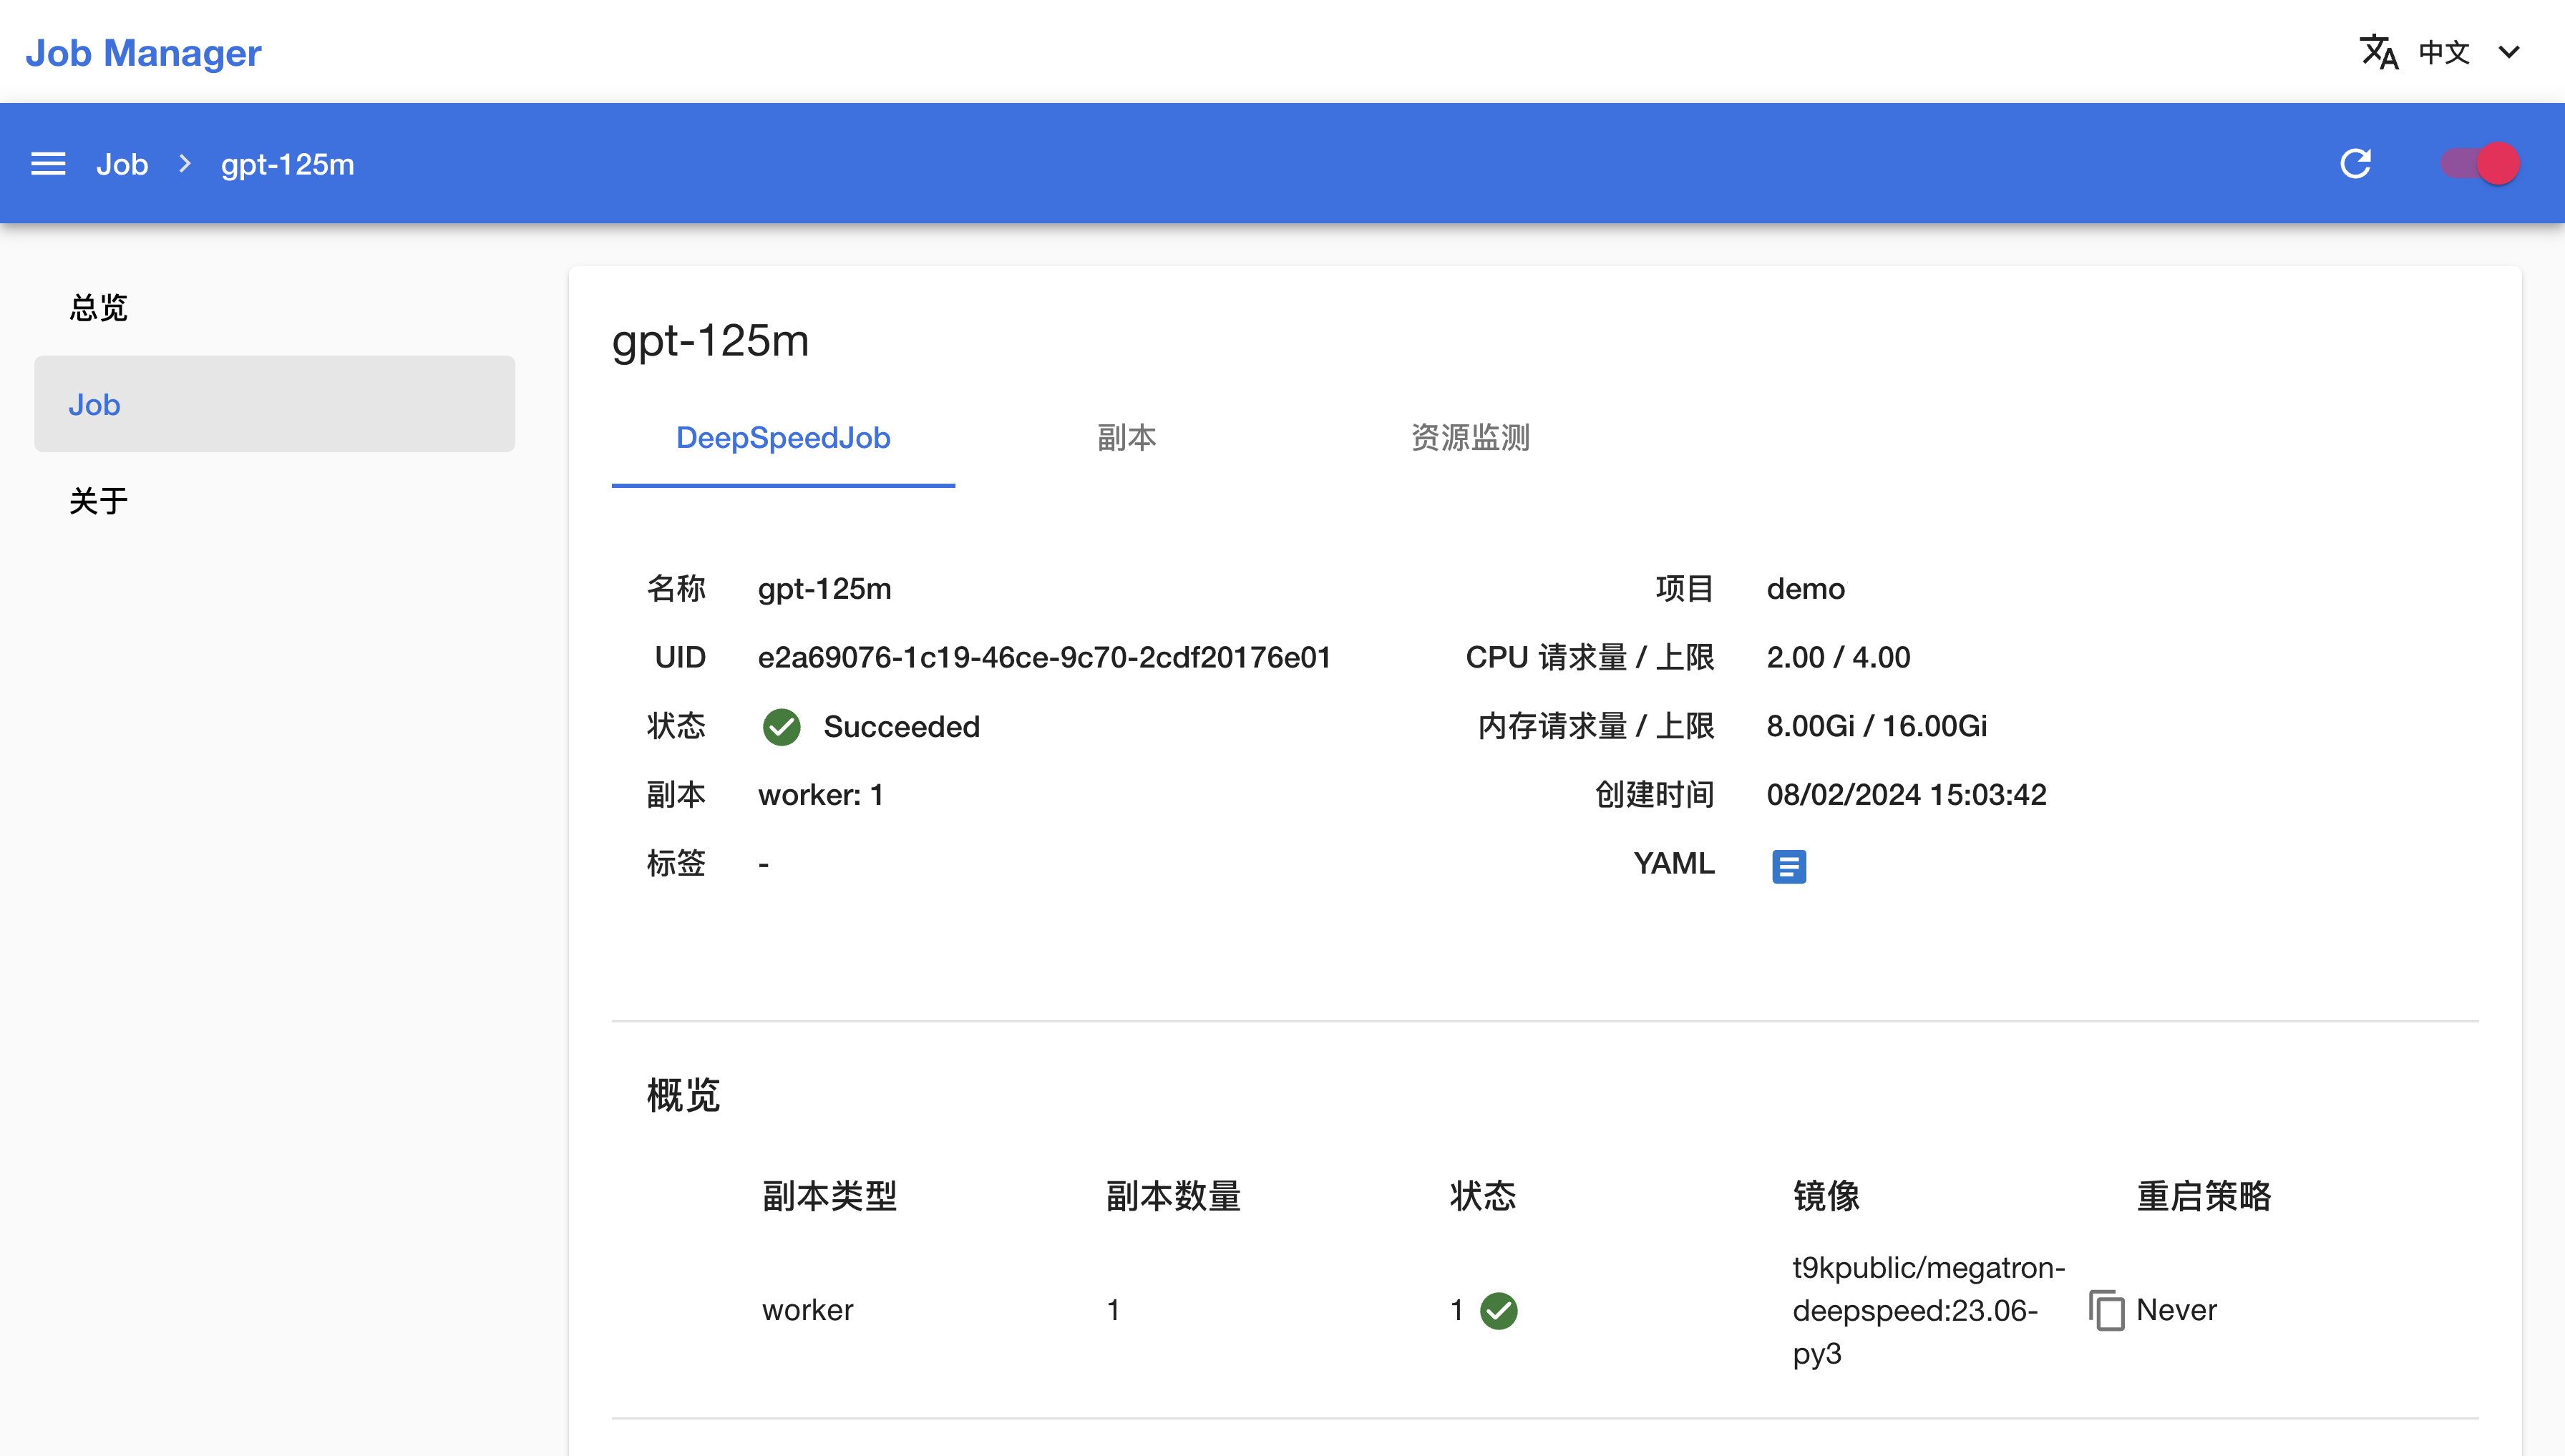 Job Manager
中文
Job > gpt-125m
总览
Job
关于
gpt-125m
DeepSpeedJob 副本 资源监测
名称 gpt-125m 项目 demo
UID e2a69076-1c19-46ce-9c70-2cdf20176e01 CPU 请求量 / 上限 2.00 / 4.00
状态 Succeeded 内存请求量 / 上限 8.00Gi / 16.00Gi
副本 worker: 1 创建时间 08/02/2024 15:03:42
标签 - YAML
概览
副本类型 副本数量 状态 镜像 重启策略
worker 1 1 t9kpublic/megatron-
deepspeed:23.06-
py3
Never